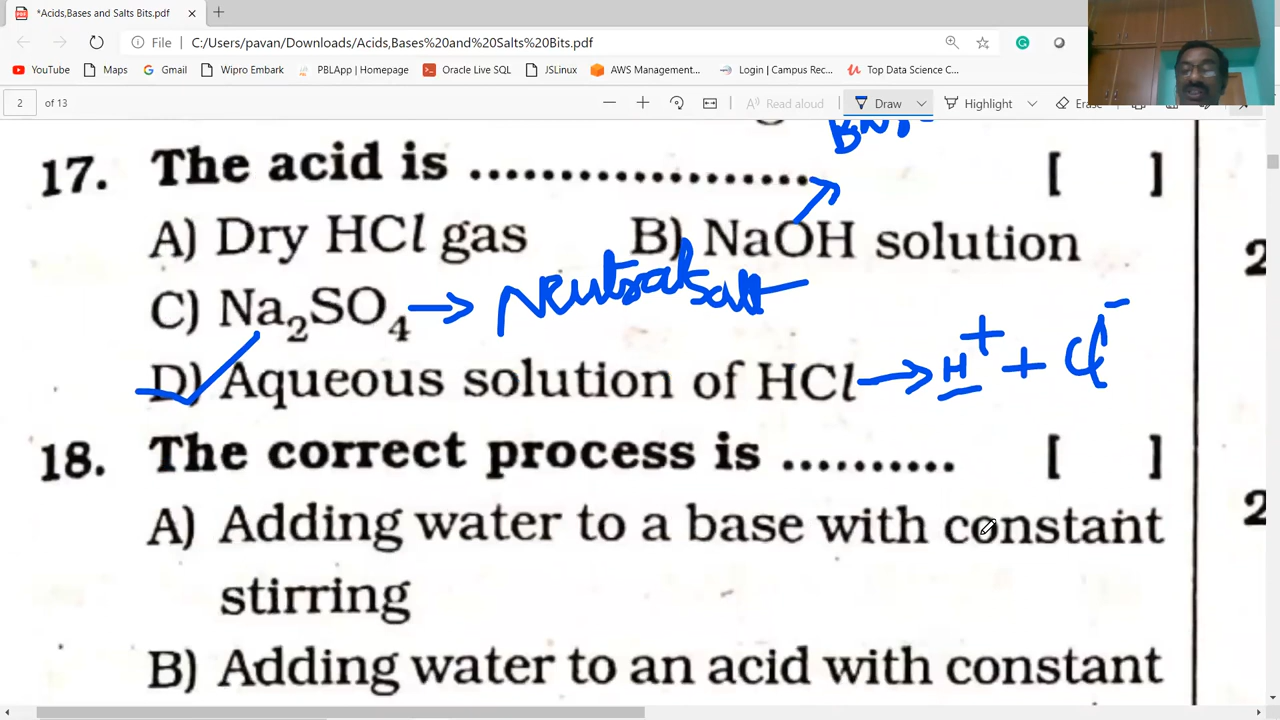 *Acids,Bases and Salts Bits.pdf
File C:/Users/pavan/Downloads/Acids,Bases%20and%20Salts%20Bits.pdf
YouTube Maps Gmail Wipro Embark PBLApp | Homepage Oracle Live SQL JSLinux AWS Management... Login | Campus Rec... Top Data Science C...
2 of 13 Read aloud Draw Highlight Erase
17. The acid is .................... [ ]
A) Dry HCl gas B) NaOH solution
C) Na₂SO₄ → Neutral salt
D) Aqueous solution of HCl → H⁺ + Cl⁻
18. The correct process is .......... [ ]
A) Adding water to a base with constant
stirring
B) Adding water to an acid with constant
2
2